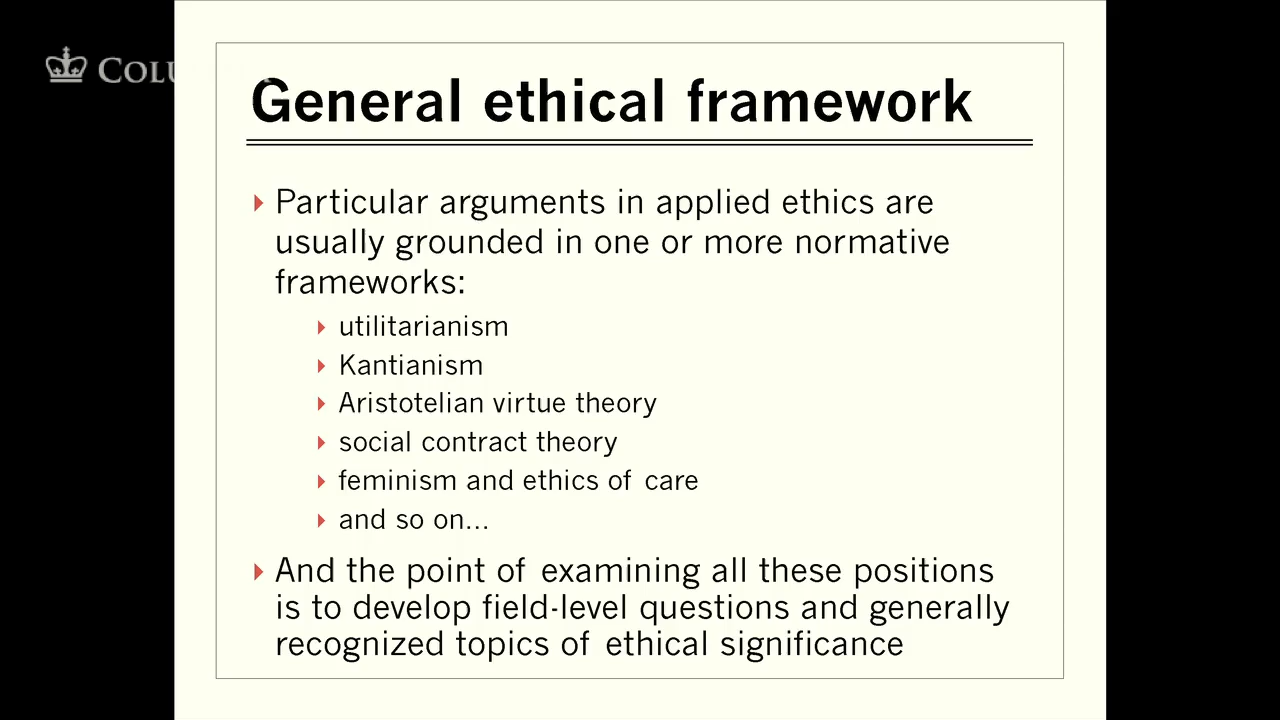 COLU
General ethical framework
Particular arguments in applied ethics are
usually grounded in one or more normative
frameworks:
utilitarianism
Kantianism
Aristotelian virtue theory
social contract theory
feminism and ethics of care
and so on...
And the point of examining all these positions
is to develop field-level questions and generally
recognized topics of ethical significance